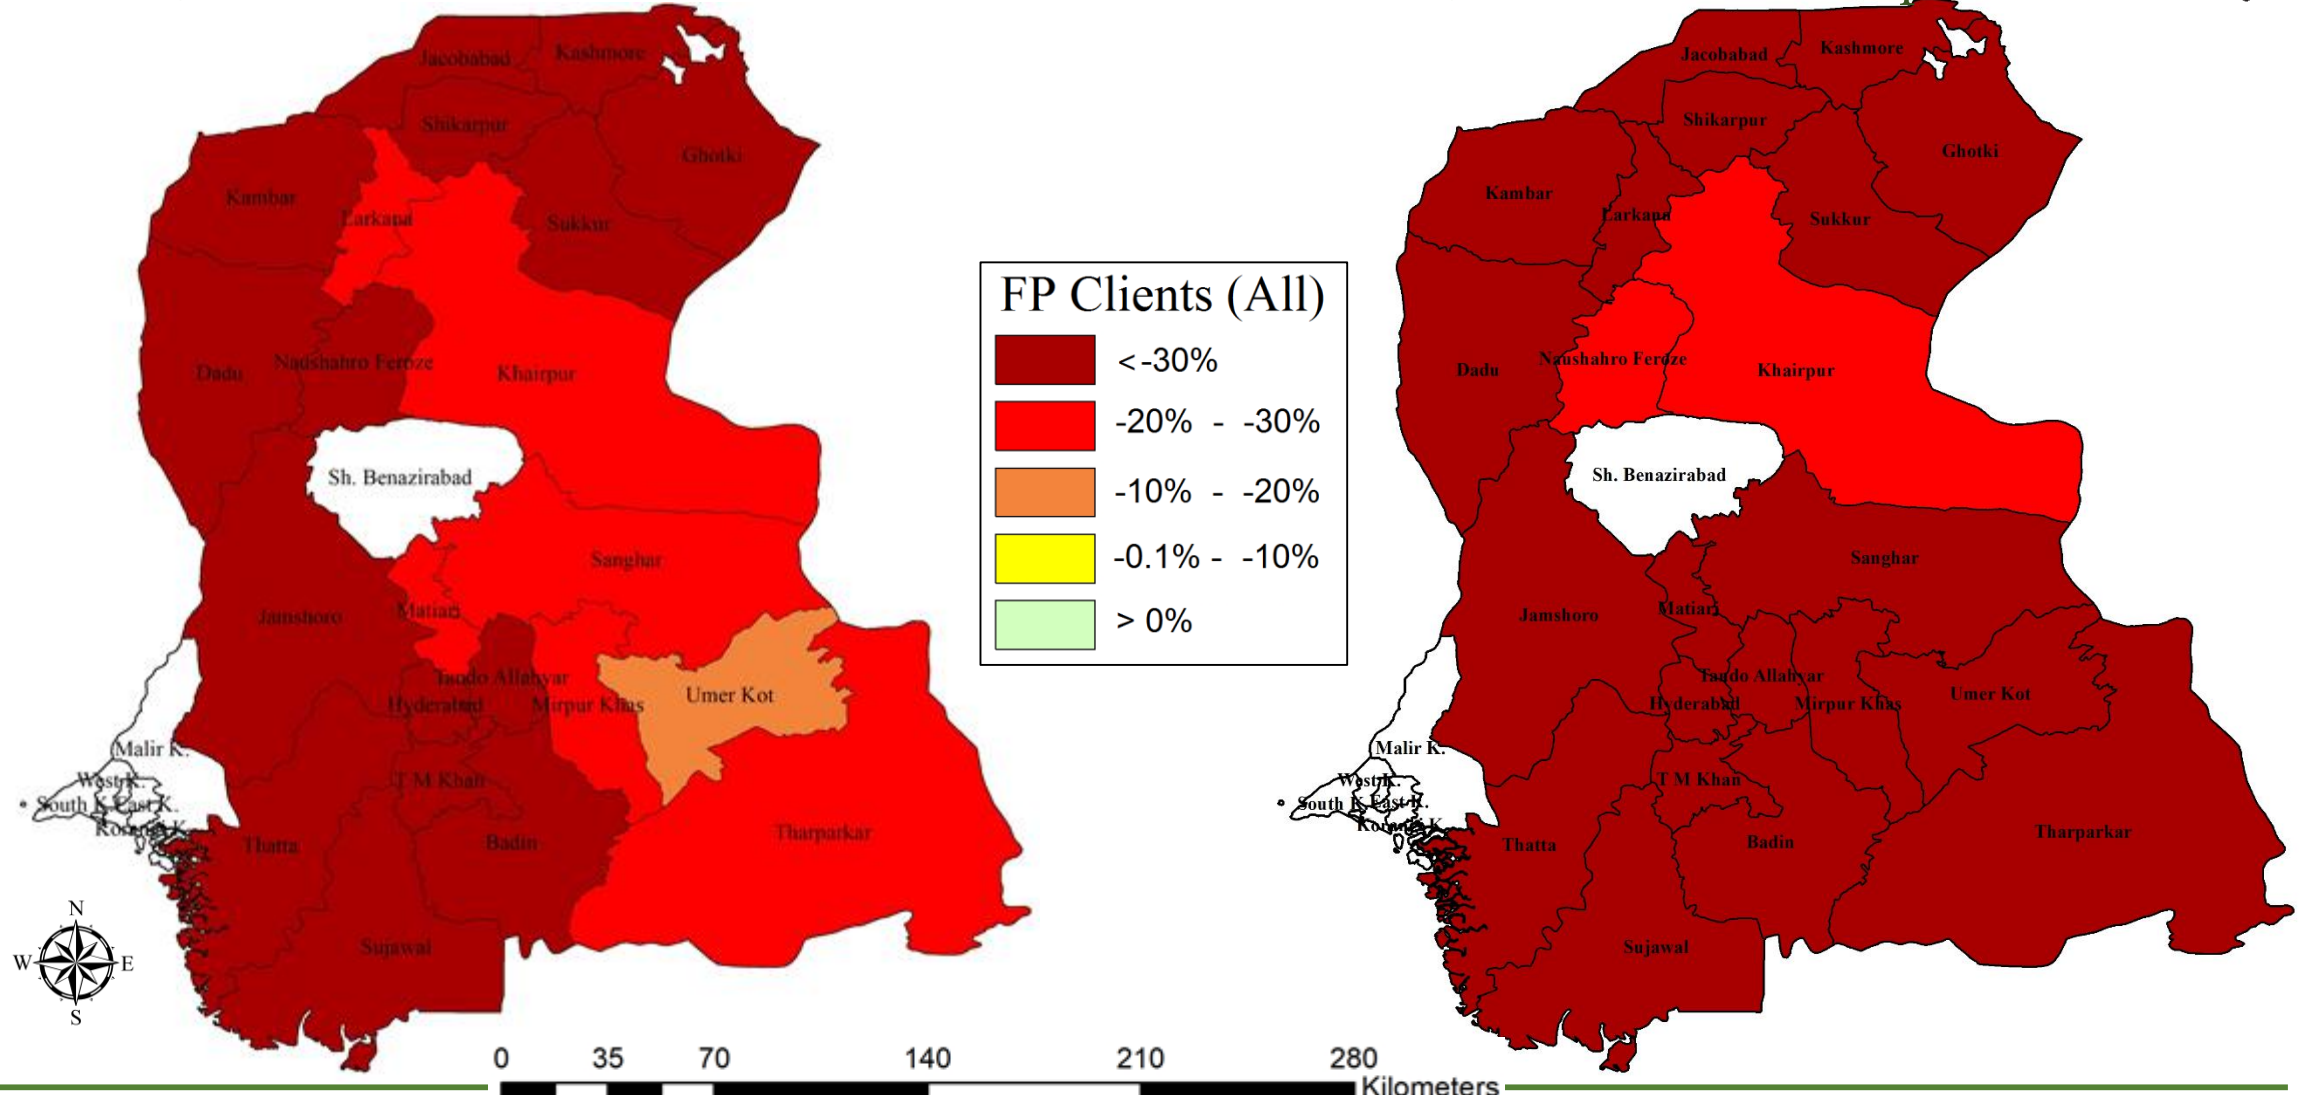 Jacobabad
Kashmore
Shikarpur
Ghotki
Kambar
Larkana
Sukkur
Dadu
Naushahro Feroze
Khairpur
Sh. Benazirabad
Sanghar
Jamshoro
Matiari
Tando Allahyar
Hyderabad
Mirpur Khas
Umer Kot
Malir K.
West K.
T M Khan
South K.
East K.
Korangi K.
Thatta
Badin
Tharparkar
Sujawal
N
W
E
S
FP Clients (All)
<-30%
-20% - -30%
-10% - -20%
-0.1% - -10%
> 0%
Jacobabad
Kashmore
Shikarpur
Ghotki
Kambar
Larkana
Sukkur
Dadu
Naushahro Feroze
Khairpur
Sh. Benazirabad
Sanghar
Jamshoro
Matiari
Tando Allahyar
Hyderabad
Mirpur Khas
Umer Kot
Malir K.
West K.
T M Khan
South K.
East K.
Korangi K.
Thatta
Badin
Tharparkar
Sujawal
0 35 70 140 210 280
Kilometers